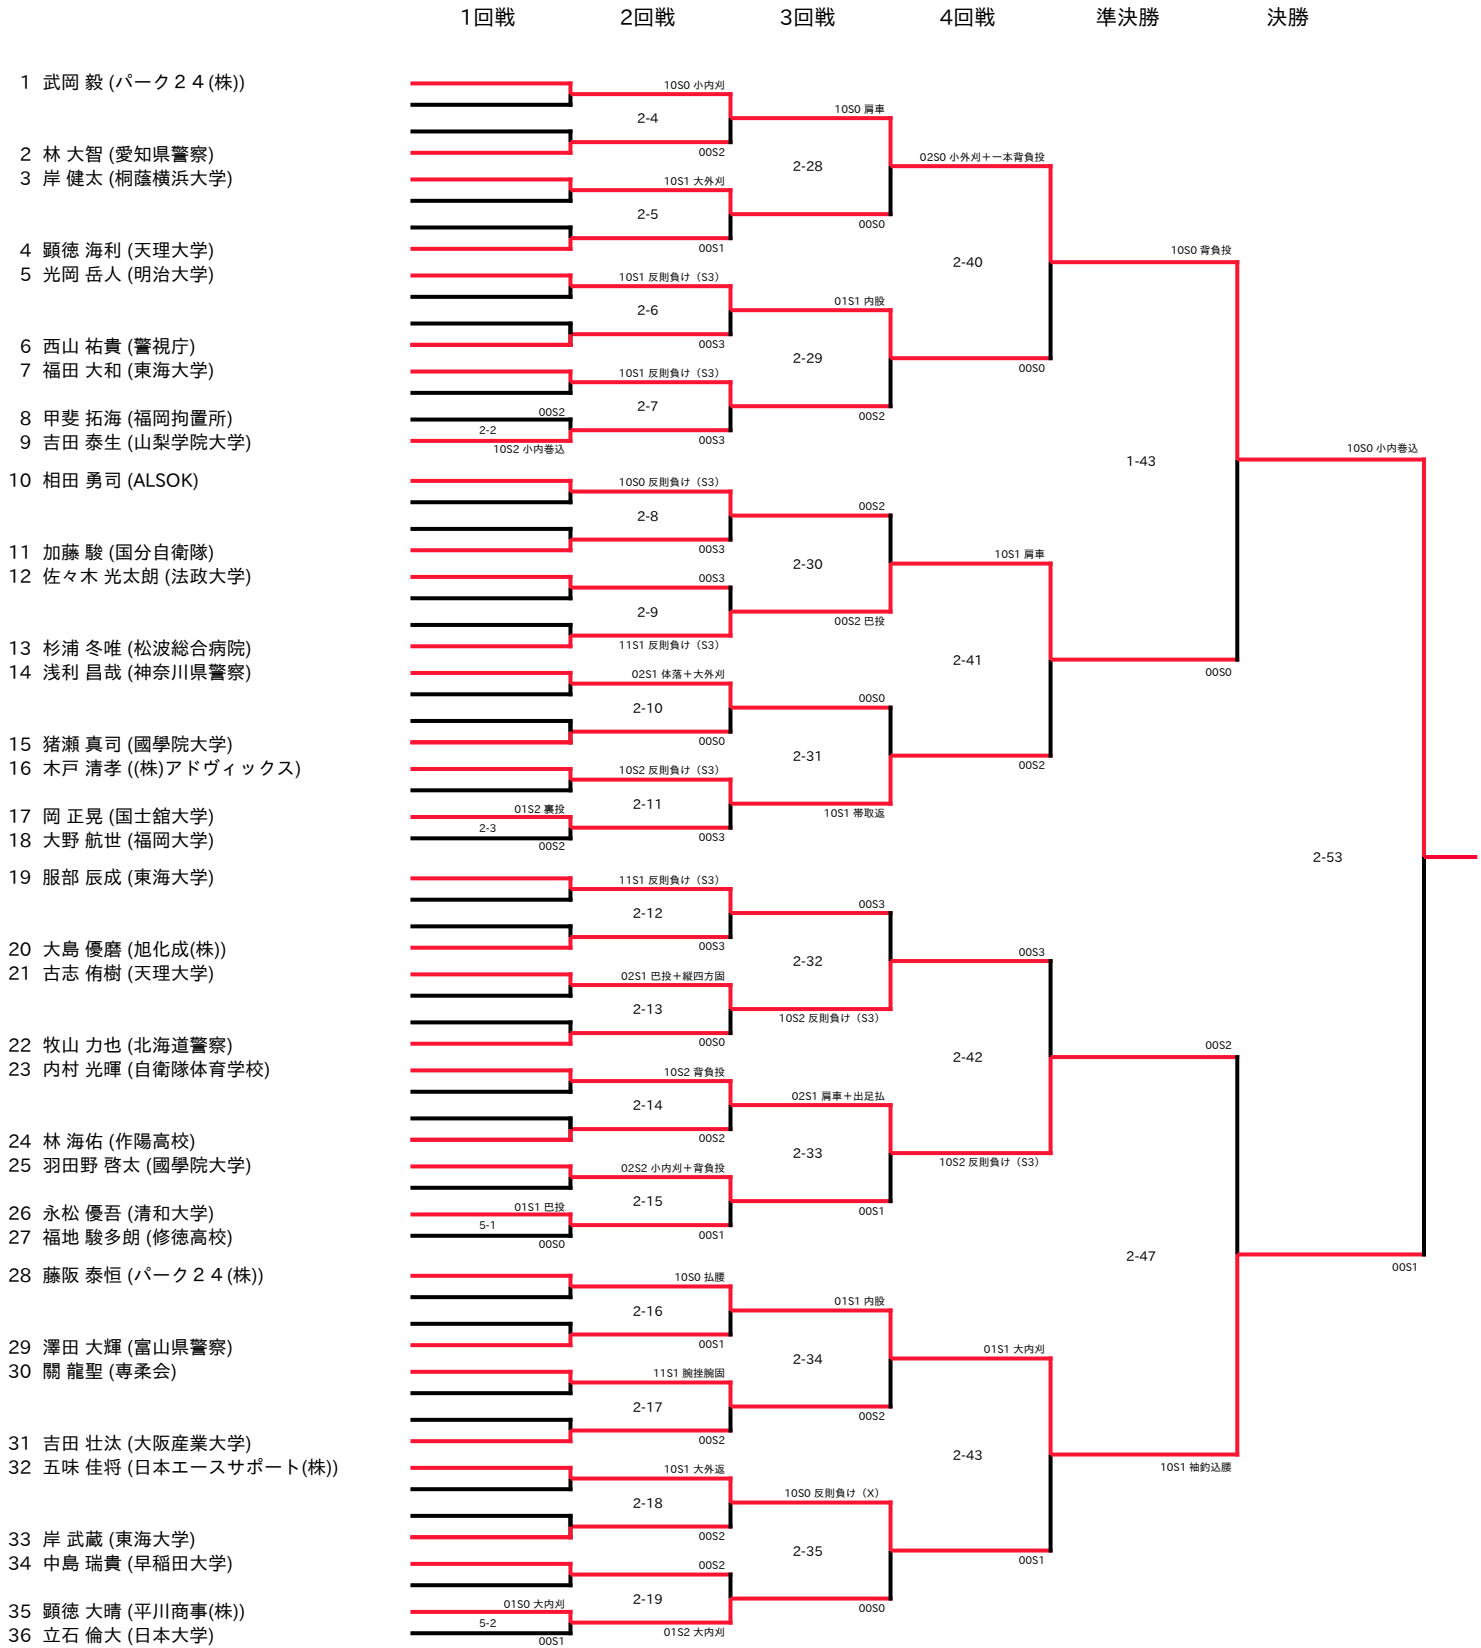 1回戦 2回戦 3回戦 4回戦 準決勝 決勝
1 武岡 毅 (パーク２４(株))
10S0 小内刈
10S0 肩車
2-4
2 林 大智 (愛知県警察)
00S2
02S0 小外刈＋一本背負投
3 岸 健太 (桐蔭横浜大学)
2-28
10S1 大外刈
2-5
00S0
4 顕徳 海利 (天理大学)
00S1
10S0 背負投
5 光岡 岳人 (明治大学)
2-40
10S1 反則負け（S3）
01S1 内股
2-6
6 西山 祐貴 (警視庁)
00S3
2-29
7 福田 大和 (東海大学)
00S0
10S1 反則負け（S3）
2-7
8 甲斐 拓海 (福岡拘置所)
00S2
00S2
2-2
9 吉田 泰生 (山梨学院大学)
00S3
10S2 小内巻込
10S0 小内巻込
1-43
10 相田 勇司 (ALSOK)
10S0 反則負け（S3）
00S2
2-8
11 加藤 駿 (国分自衛隊)
00S3
10S1 肩車
2-30
12 佐々木 光太朗 (法政大学)
00S3
2-9
00S2 巴投
13 杉浦 冬唯 (松波総合病院)
11S1 反則負け（S3）
2-41
14 浅利 昌哉 (神奈川県警察)
00S0
02S1 体落＋大外刈
00S0
2-10
15 猪瀬 真司 (國學院大学)
00S0
2-31
16 木戸 清孝 ((株)アドヴィックス)
00S2
10S2 反則負け（S3）
2-11
17 岡 正晃 (国士舘大学)
01S2 裏投
10S1 帯取返
2-3
18 大野 航世 (福岡大学)
00S2
00S3
2-53
19 服部 辰成 (東海大学)
11S1 反則負け（S3）
00S3
2-12
20 大島 優磨 (旭化成(株))
00S3
00S3
2-32
21 古志 侑樹 (天理大学)
02S1 巴投＋縦四方固
2-13
10S2 反則負け（S3）
22 牧山 力也 (北海道警察)
00S0
00S2
2-42
23 内村 光暉 (自衛隊体育学校)
10S2 背負投
02S1 肩車＋出足払
2-14
24 林 海佑 (作陽高校)
00S2
2-33
10S2 反則負け（S3）
25 羽田野 啓太 (國學院大学)
02S2 小内刈＋背負投
2-15
26 永松 優吾 (清和大学)
01S1 巴投
00S1
5-1
27 福地 駿多朗 (修徳高校)
00S0
00S1
2-47
00S1
28 藤阪 泰恒 (パーク２４(株))
10S0 払腰
01S1 内股
2-16
29 澤田 大輝 (富山県警察)
00S1
01S1 大内刈
2-34
30 關 龍聖 (専柔会)
11S1 腕挫腕固
2-17
00S2
31 吉田 壮汰 (大阪産業大学)
00S2
2-43
32 五味 佳将 (日本エースサポート(株))
10S1 袖釣込腰
10S1 大外返
10S0 反則負け（X）
2-18
33 岸 武蔵 (東海大学)
00S2
2-35
34 中島 瑞貴 (早稲田大学)
00S1
00S2
2-19
35 顕徳 大晴 (平川商事(株))
01S0 大内刈
00S0
5-2
36 立石 倫大 (日本大学)
00S1
01S2 大内刈